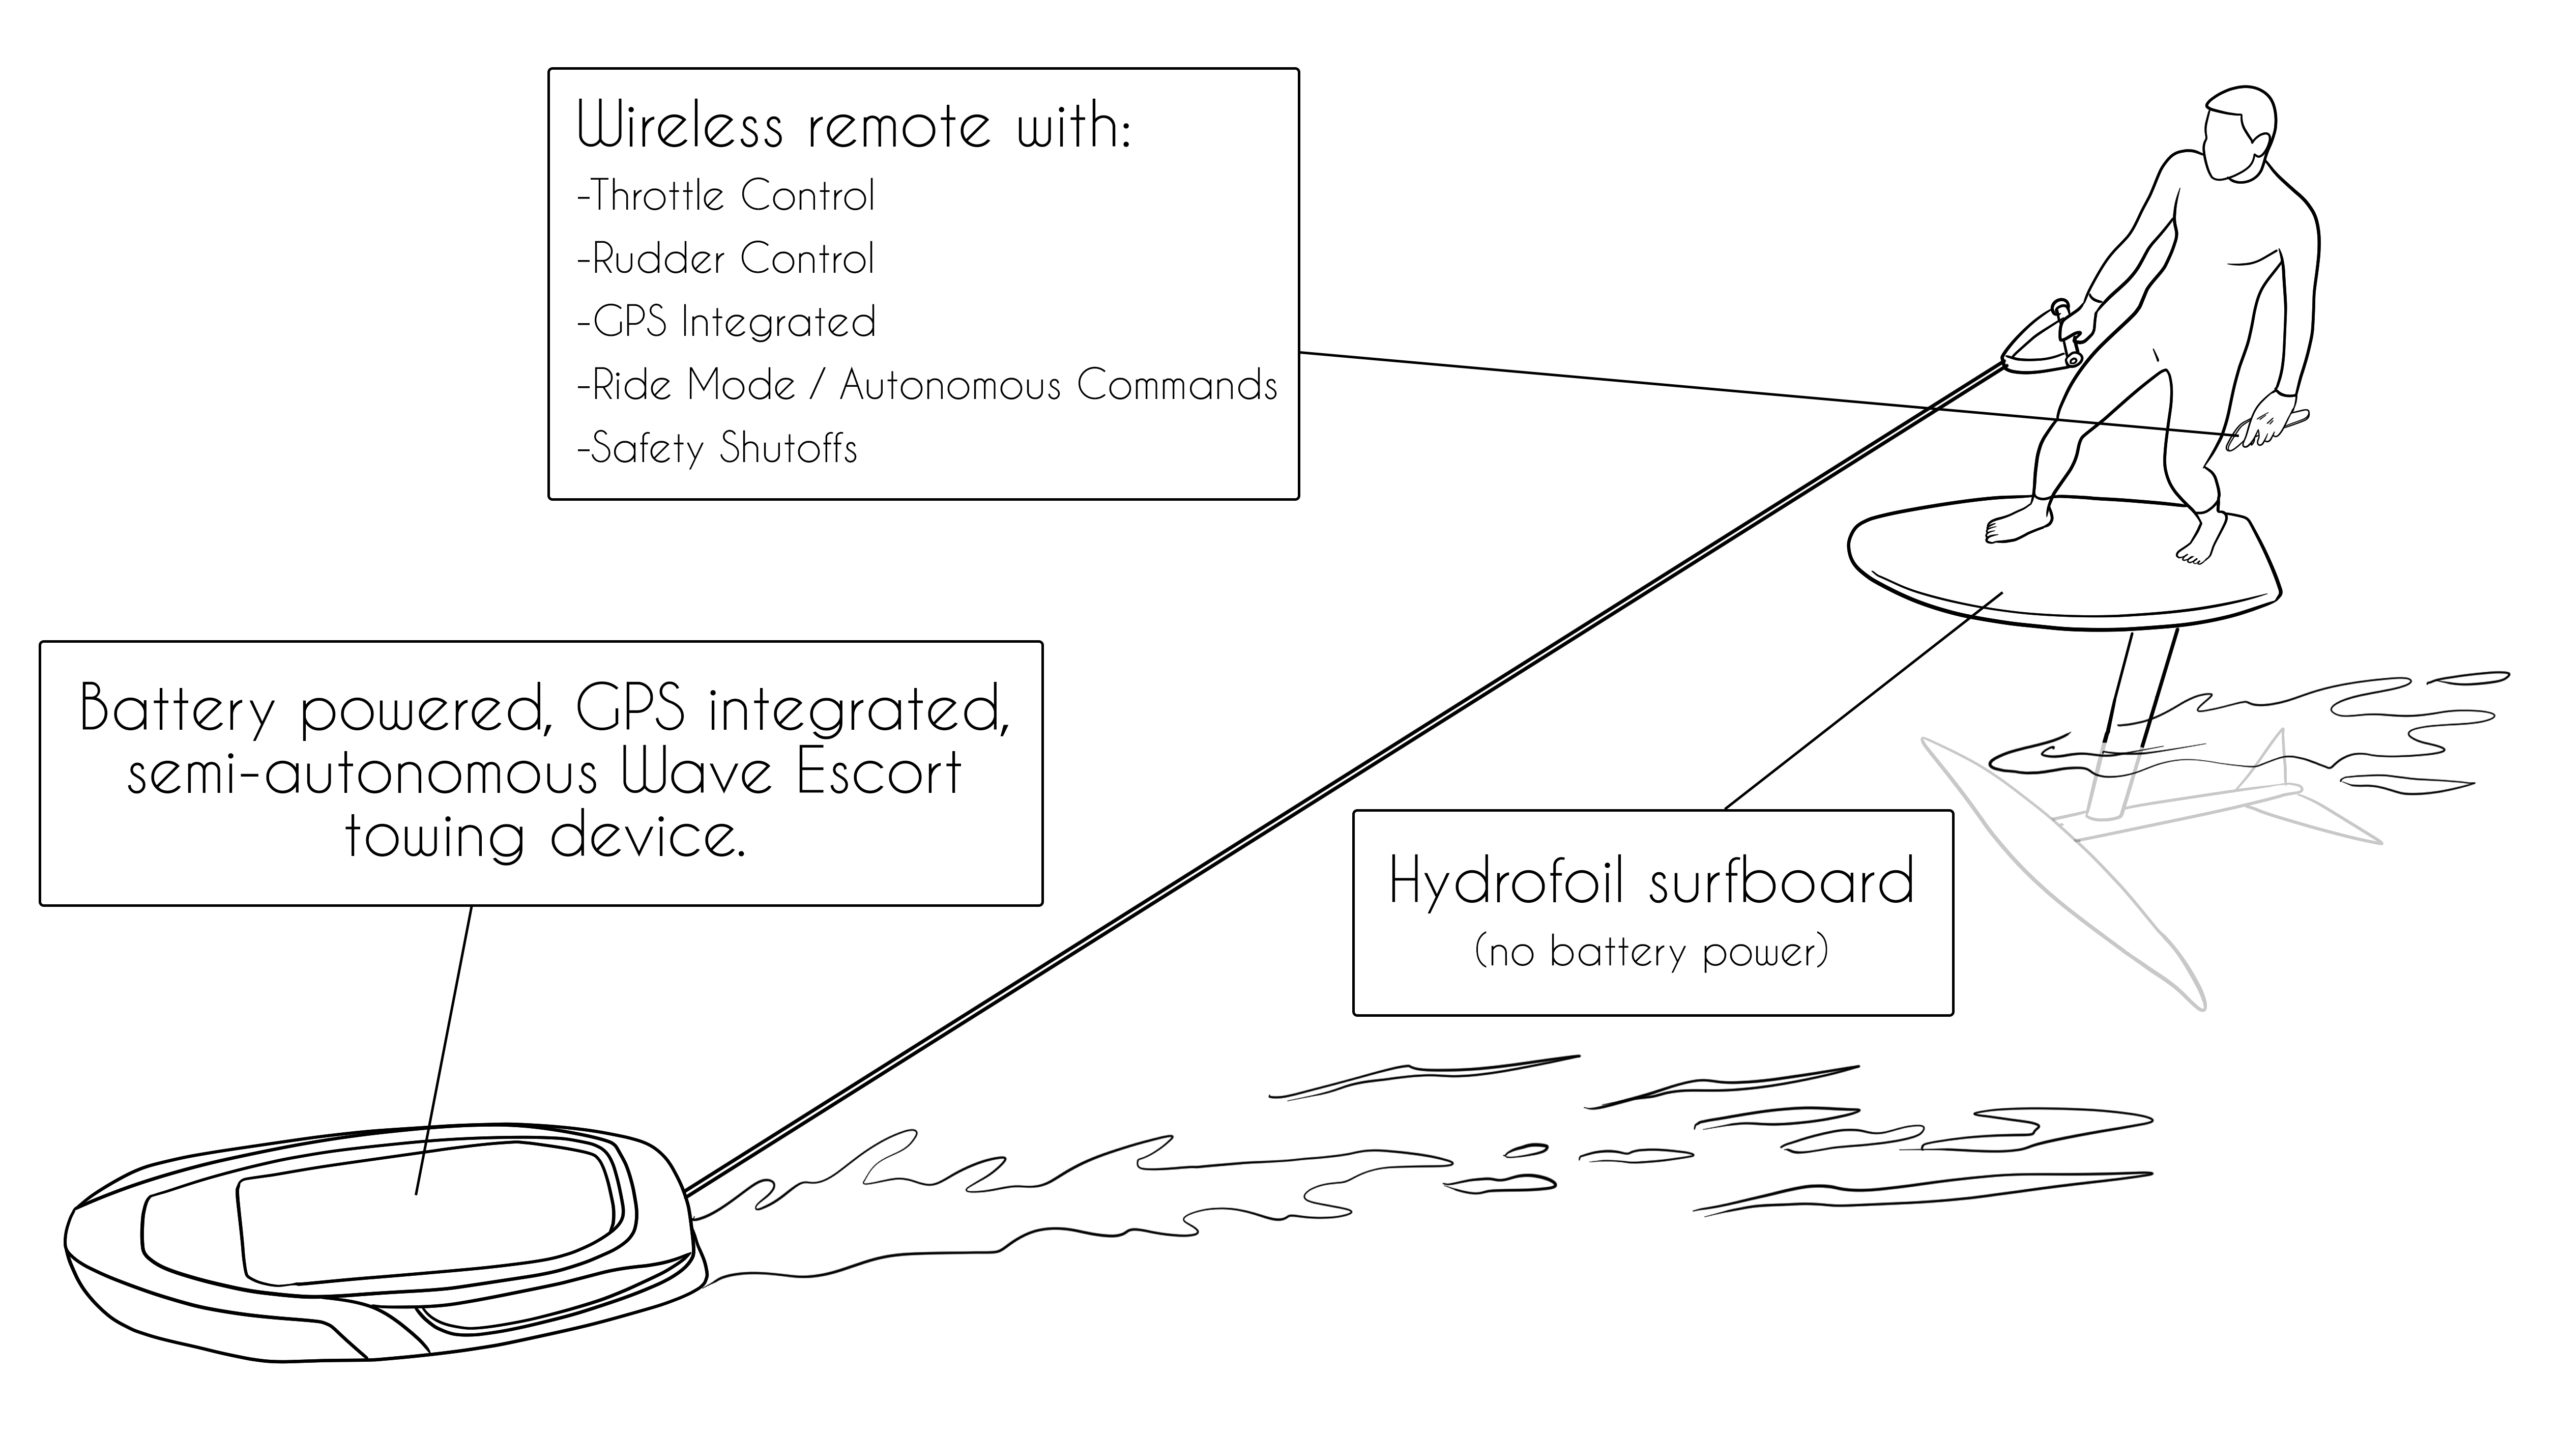 Wireless remote with:
-Throttle Control
-Rudder Control
-GPS Integrated
-Ride Mode / Autonomous Commands
-Safety Shutoffs
Battery powered, GPS integrated,
semi-autonomous Wave Escort
towing device.
Hydrofoil surfboard
(no battery power)